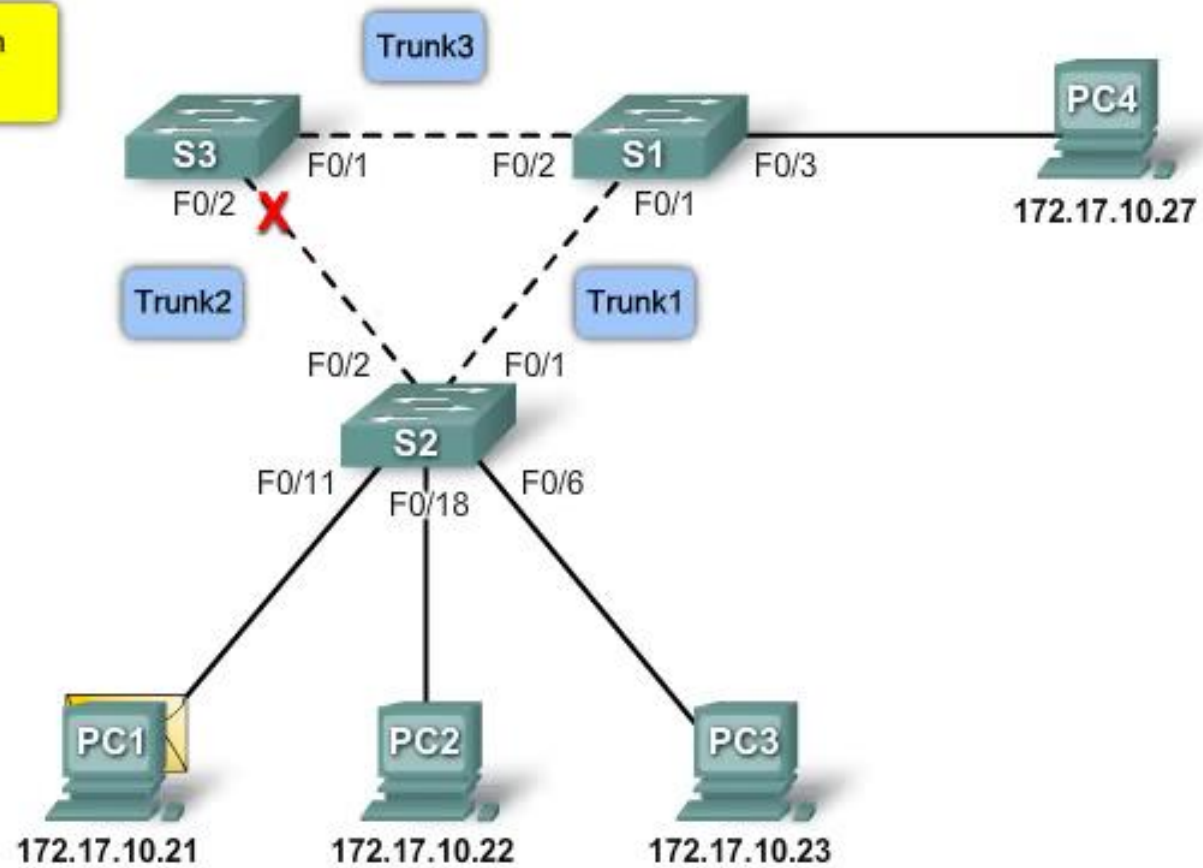 Trunk3
PC4
S3
S1
F0/1
F0/2
F0/3
F0/2
F0/1
172.17.10.27
Trunk2
Trunk1
F0/2
F0/1
S2
F0/11
F0/18
F0/6
PC1
PC2
PC3
172.17.10.21
172.17.10.22
172.17.10.23